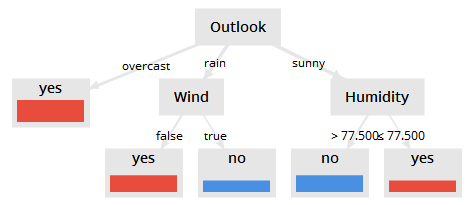 Outlook
overcast rain sunny
yes Wind Humidity
false true > 77.500 ≤ 77.500
yes no no yes